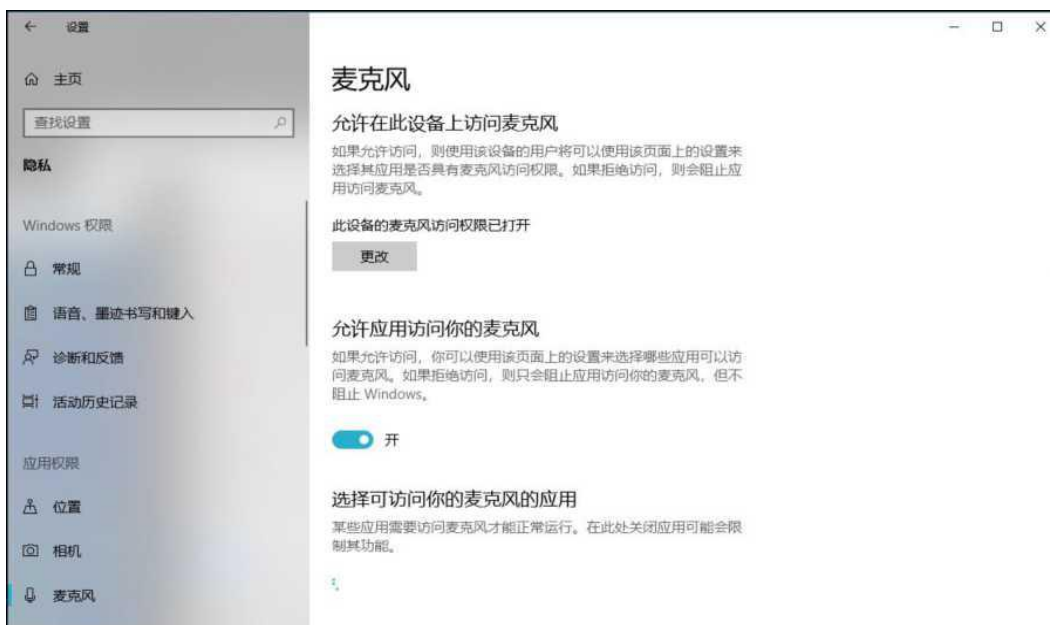 设置
主页
查找设置
隐私
Windows 权限
常规
语音、墨迹书写和键入
诊断和反馈
活动历史记录
应用权限
位置
相机
麦克风
麦克风
允许在此设备上访问麦克风
如果允许访问，则使用该设备的用户将可以使用该页面上的设置来
选择其应用是否具有麦克风访问权限。如果拒绝访问，则会阻止应
用访问麦克风。
此设备的麦克风访问权限已打开
更改
允许应用访问你的麦克风
如果允许访问，你可以使用该页面上的设置来选择哪些应用可以访
问麦克风。如果拒绝访问，则只会阻止应用访问你的麦克风，但不
阻止 Windows。
开
选择可访问你的麦克风的应用
某些应用需要访问麦克风才能正常运行。在此处关闭应用可能会限
制其功能。